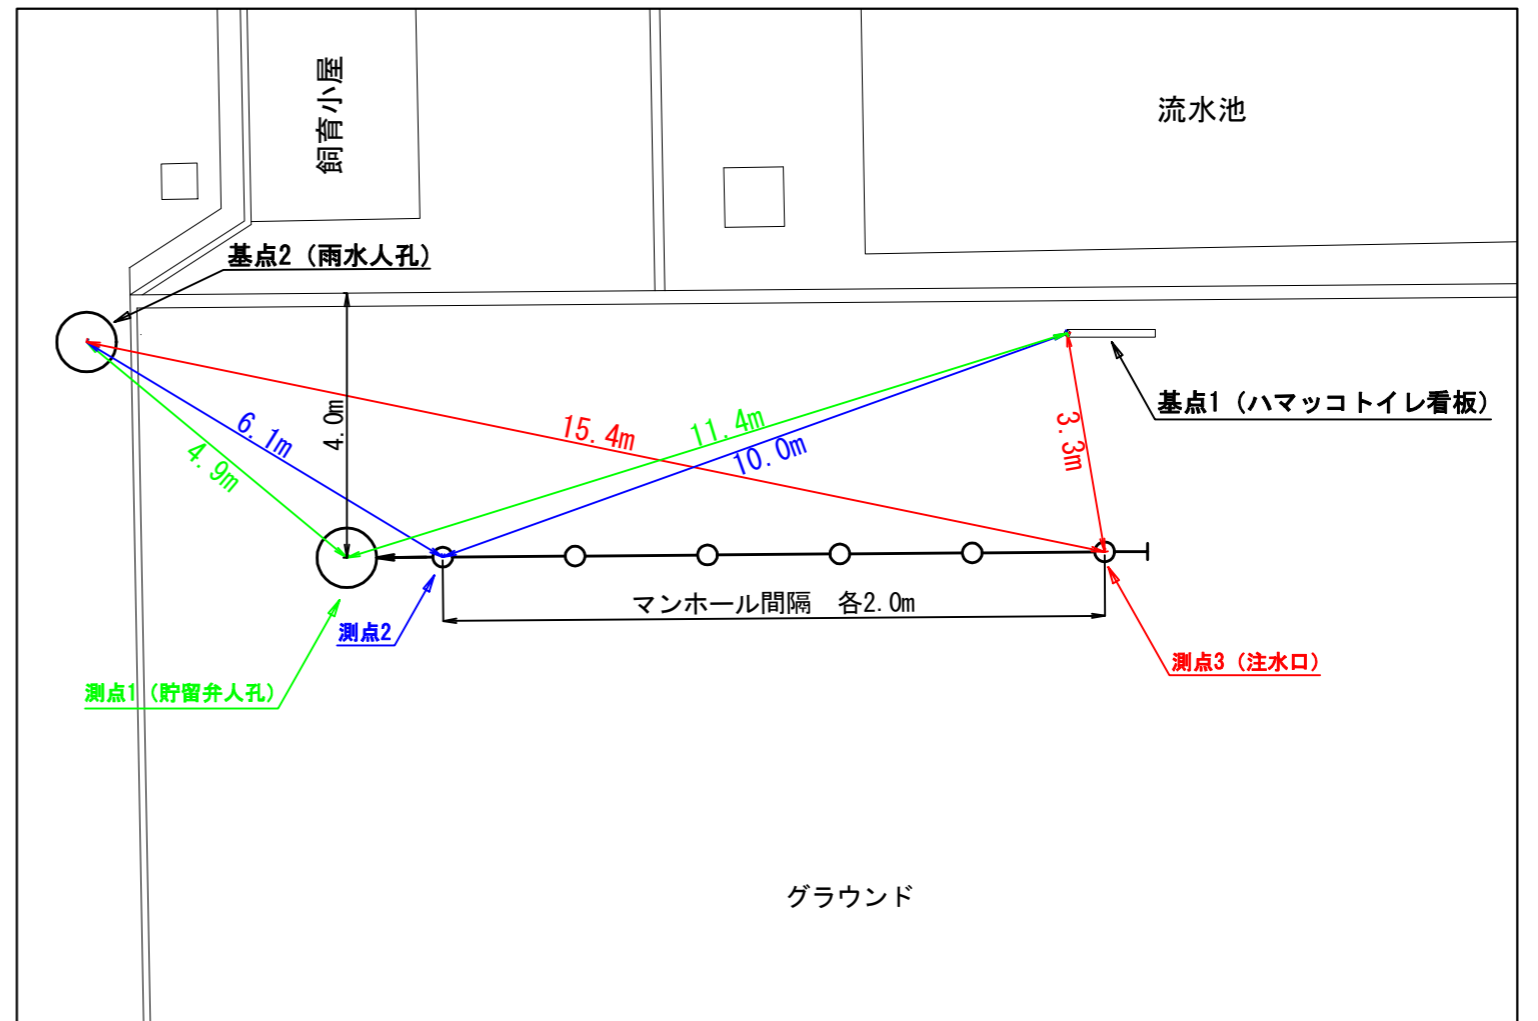 飼育小屋
流水池
基点2（雨水人孔）
基点1（ハマッコトイレ看板）
6.1m
4.9m
4.0m
15.4m
11.4m
10.0m
3.3m
マンホール間隔　各2.0m
測点2
測点3（注水口）
測点1（貯留弁人孔）
グラウンド